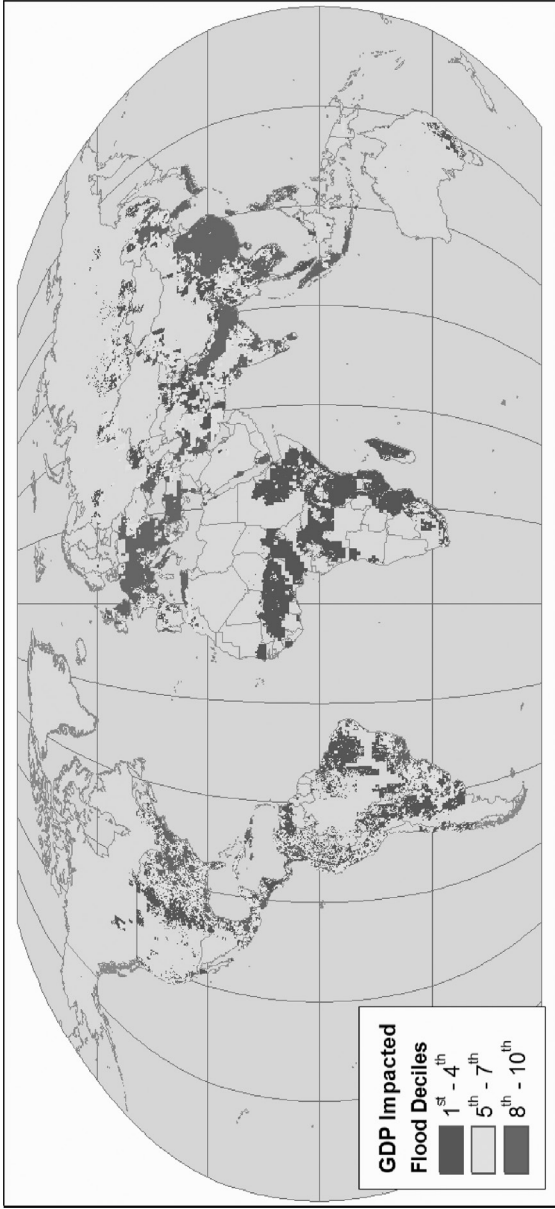 GDP Impacted
Flood Deciles
1st - 4th
5th - 7th
8th - 10th